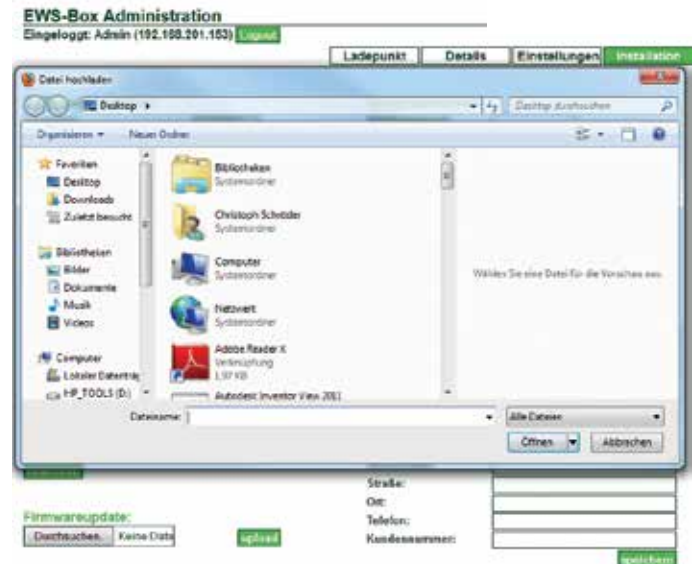 EWS-Box Administration
Eingeloggt: Admin (192.168.201.153) Logout
Ladepunkt Details Einstellungen Installation
Datei hochladen
Desktop
Desktop durchsuchen
Organisieren Neuer Ordner
Favoriten
Desktop
Downloads
Zuletzt besucht
Bibliotheken
Bilder
Dokumente
Musik
Videos
Computer
Lokaler Datenträg
HP_TOOLS (D:)
Bibliotheken
Systemordner
Christoph Schröder
Systemordner
Computer
Systemordner
Netzwerk
Systemordner
Adobe Reader X
Verknüpfung
1,97 KB
Autodesk Inventor View 2011
Wählen Sie eine Datei für die Vorschau aus.
Dateiname:
Alle Dateien
Öffnen Abbrechen
Straße:
Ort:
Telefon:
Kundennummer:
Firmwareupdate:
Durchsuchen. Keine Data upload
speichern